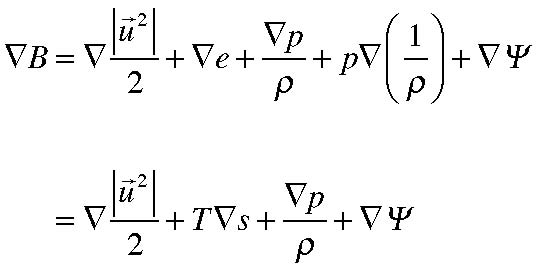 ∇B = ∇ |u⃗²|/2 + ∇e + ∇p/ρ + p∇(1/ρ) + ∇Ψ
= ∇ |u⃗²|/2 + T∇s + ∇p/ρ + ∇Ψ